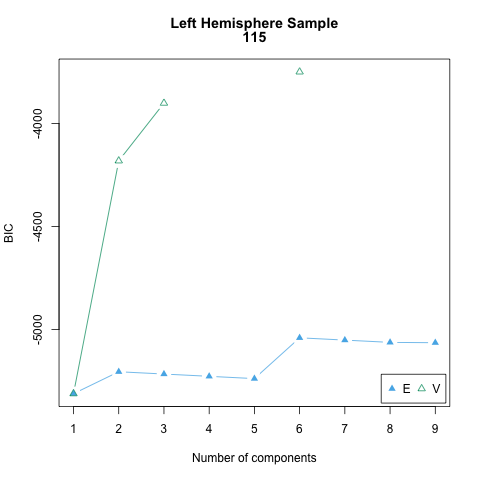 Left Hemisphere Sample
115
BIC
-4000
-4500
-5000
E V
1 2 3 4 5 6 7 8 9
Number of components